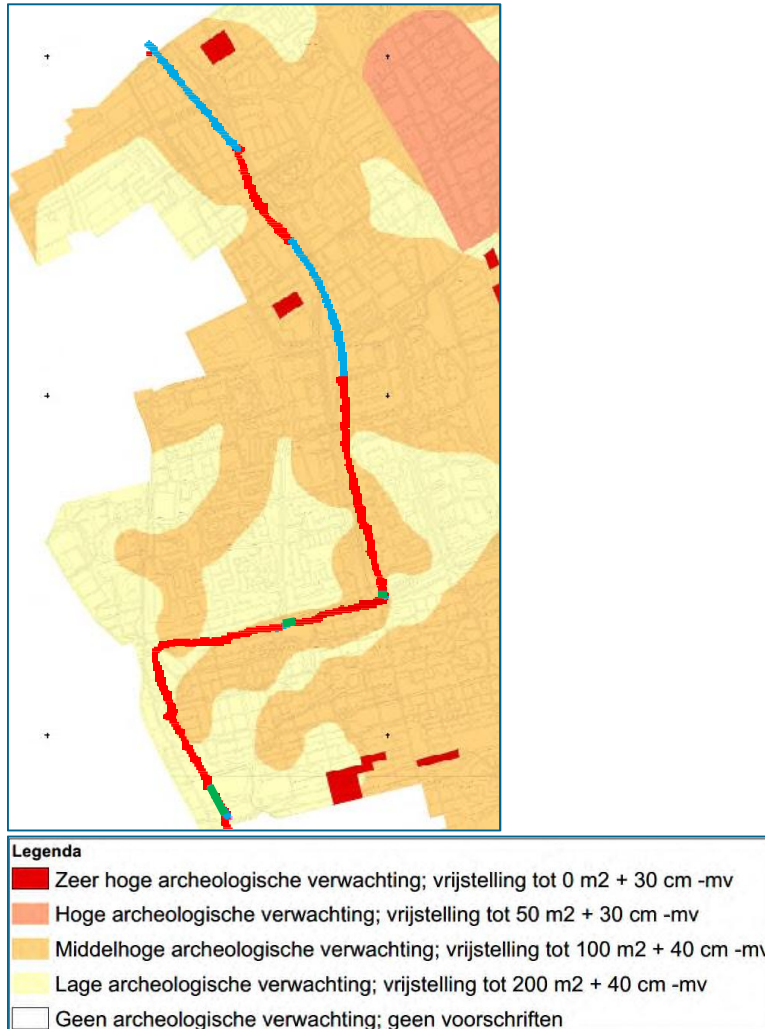 Legenda
Zeer hoge archeologische verwachting; vrijstelling tot 0 m2 + 30 cm -mv
Hoge archeologische verwachting; vrijstelling tot 50 m2 + 30 cm -mv
Middelhoge archeologische verwachting; vrijstelling tot 100 m2 + 40 cm -mv
Lage archeologische verwachting; vrijstelling tot 200 m2 + 40 cm -mv
Geen archeologische verwachting; geen voorschriften